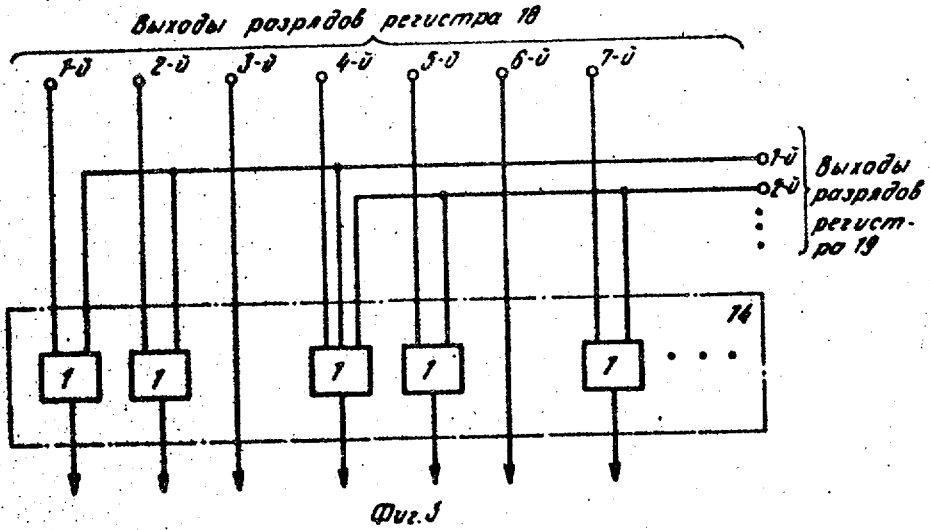 Выходы разрядов регистра 18
1-й 2-й 3-й 4-й 5-й 6-й 7-й
1-й
2-й
Выходы
разрядов
регист-
ра 19
14
1 1 1 1 1
Фиг. 3